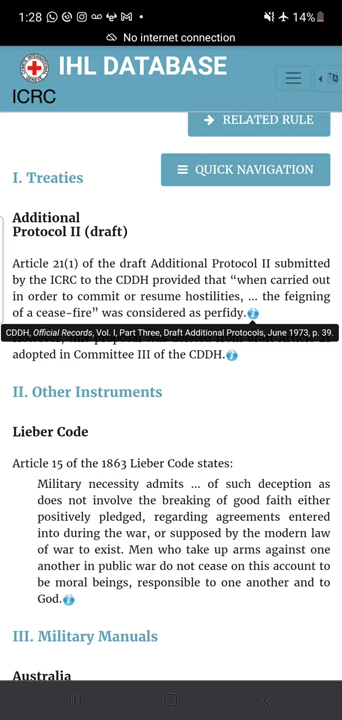 1:28 14%
No internet connection
IHL DATABASE
ICRC
RELATED RULE
QUICK NAVIGATION
I. Treaties
Additional
Protocol II (draft)
Article 21(1) of the draft Additional Protocol II submitted
by the ICRC to the CDDH provided that “when carried out
in order to commit or resume hostilities, ... the feigning
of a cease-fire” was considered as perfidy.
CDDH, Official Records, Vol. I, Part Three, Draft Additional Protocols, June 1973, p. 39.
adopted in Committee III of the CDDH.
II. Other Instruments
Lieber Code
Article 15 of the 1863 Lieber Code states:
Military necessity admits ... of such deception as
does not involve the breaking of good faith either
positively pledged, regarding agreements entered
into during the war, or supposed by the modern law
of war to exist. Men who take up arms against one
another in public war do not cease on this account to
be moral beings, responsible to one another and to
God.
III. Military Manuals
Australia